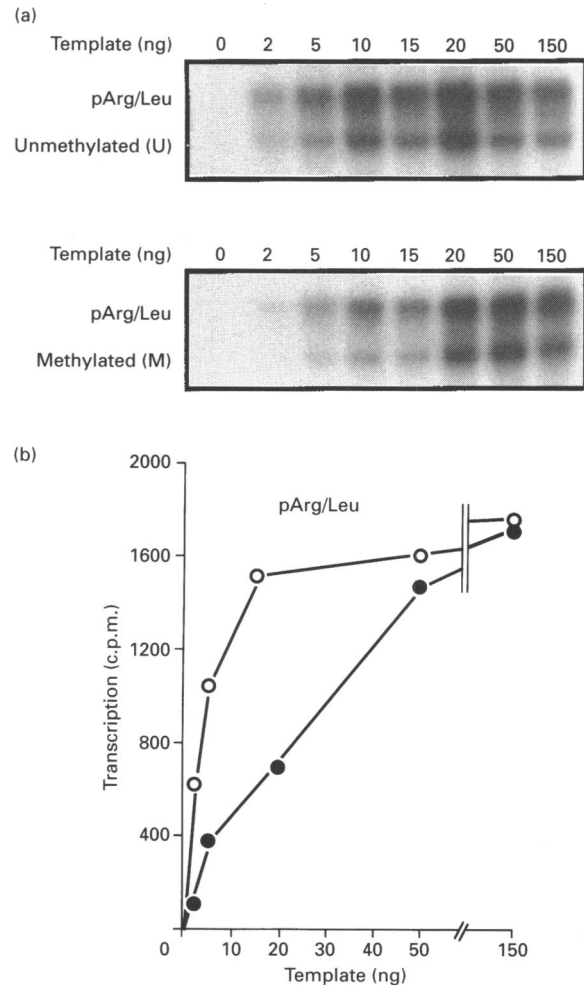 (a)
Template (ng) 0 2 5 10 15 20 50 150
pArg/Leu
Unmethylated (U)
Template (ng) 0 2 5 10 15 20 50 150
pArg/Leu
Methylated (M)
(b)
2000
pArg/Leu
1600
1200
800
400
Transcription (c.p.m.)
0 10 20 30 40 50 150
Template (ng)